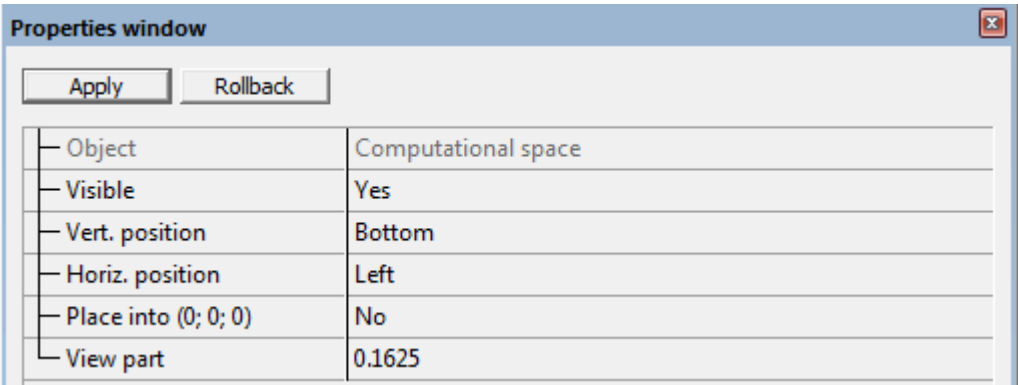 Properties window
Apply Rollback
Object Computational space
Visible Yes
Vert. position Bottom
Horiz. position Left
Place into (0; 0; 0) No
View part 0.1625